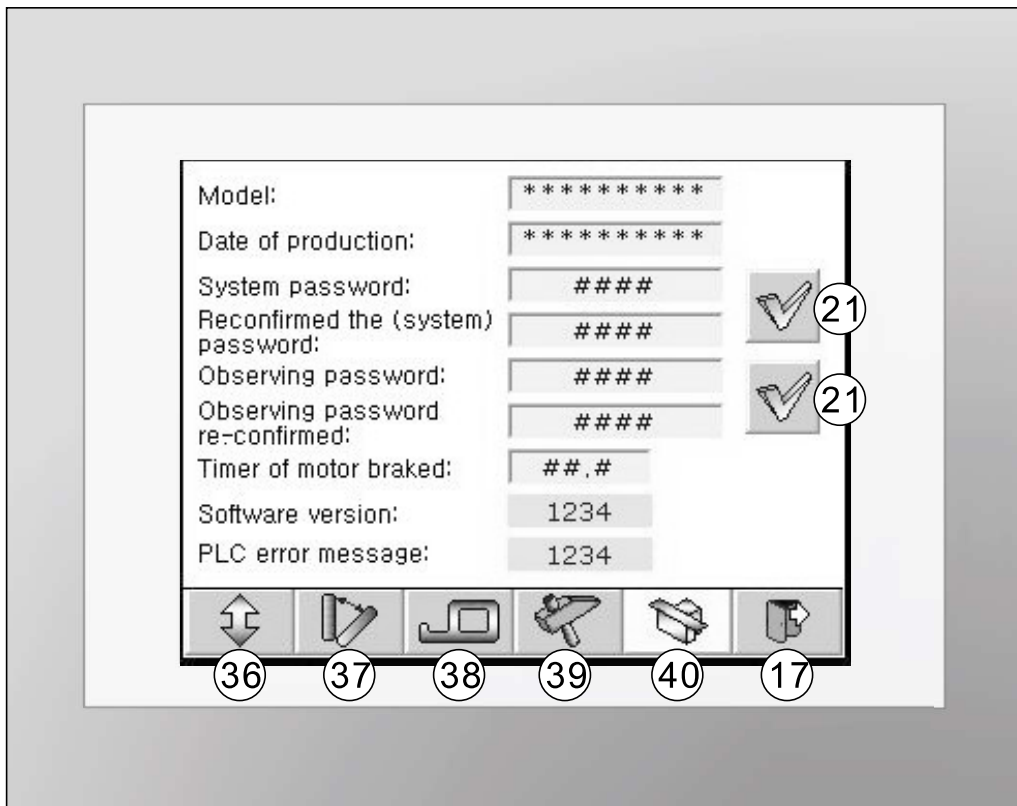 Model: **********
Date of production: **********
System password: ####
Reconfirmed the (system)
password: ####
21
Observing password: ####
Observing password
re-confirmed: ####
21
Timer of motor braked: ##.#
Software version: 1234
PLC error message: 1234
36 37 38 39 40 17